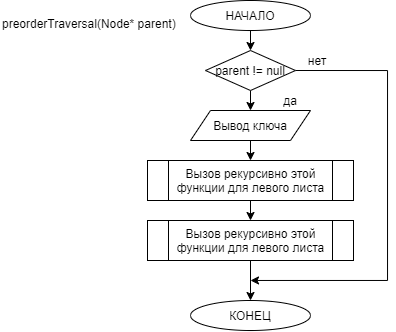 НАЧАЛО
preorderTraversal(Node* parent)
parent != null
нет
да
Вывод ключа
Вызов рекурсивно этой
функции для левого листа
Вызов рекурсивно этой
функции для левого листа
КОНЕЦ